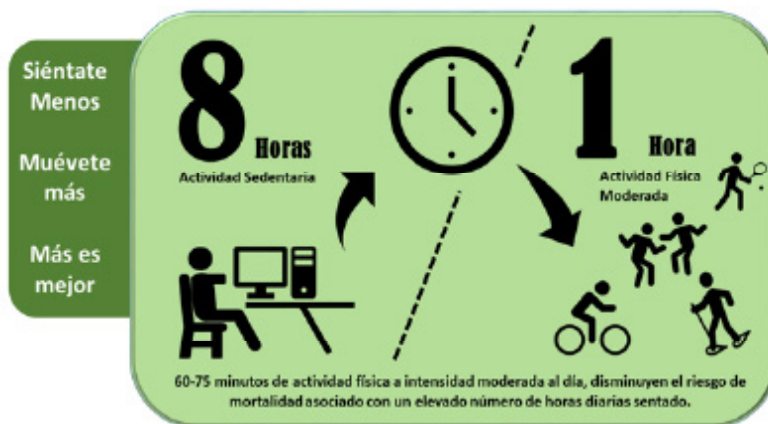 Siéntate
Menos
Muévete
más
Más es
mejor
8
Horas
Actividad Sedentaria
1
Hora
Actividad Física
Moderada
60-75 minutos de actividad física a intensidad moderada al día, disminuyen el riesgo de
mortalidad asociado con un elevado número de horas diarias sentado.